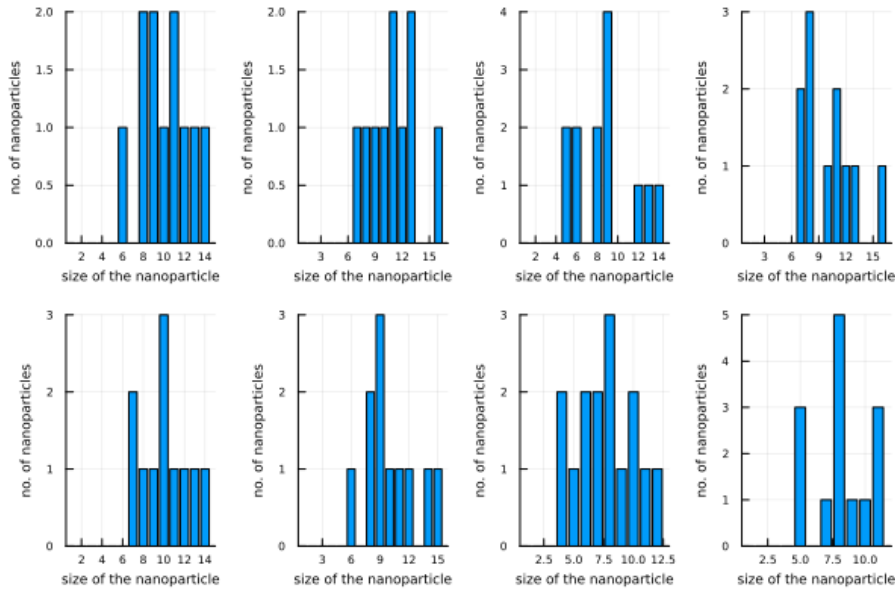 no. of nanoparticles
2.0
1.5
1.0
0.5
0.0
2 4 6 8 10 12 14
size of the nanoparticle
no. of nanoparticles
2.0
1.5
1.0
0.5
0.0
3 6 9 12 15
size of the nanoparticle
no. of nanoparticles
4
3
2
1
0
2 4 6 8 10 12 14
size of the nanoparticle
no. of nanoparticles
3
2
1
0
3 6 9 12 15
size of the nanoparticle
no. of nanoparticles
3
2
1
0
2 4 6 8 10 12 14
size of the nanoparticle
no. of nanoparticles
3
2
1
0
3 6 9 12 15
size of the nanoparticle
no. of nanoparticles
3
2
1
0
2.5 5.0 7.5 10.0 12.5
size of the nanoparticle
no. of nanoparticles
5
4
3
2
1
0
2.5 5.0 7.5 10.0
size of the nanoparticle